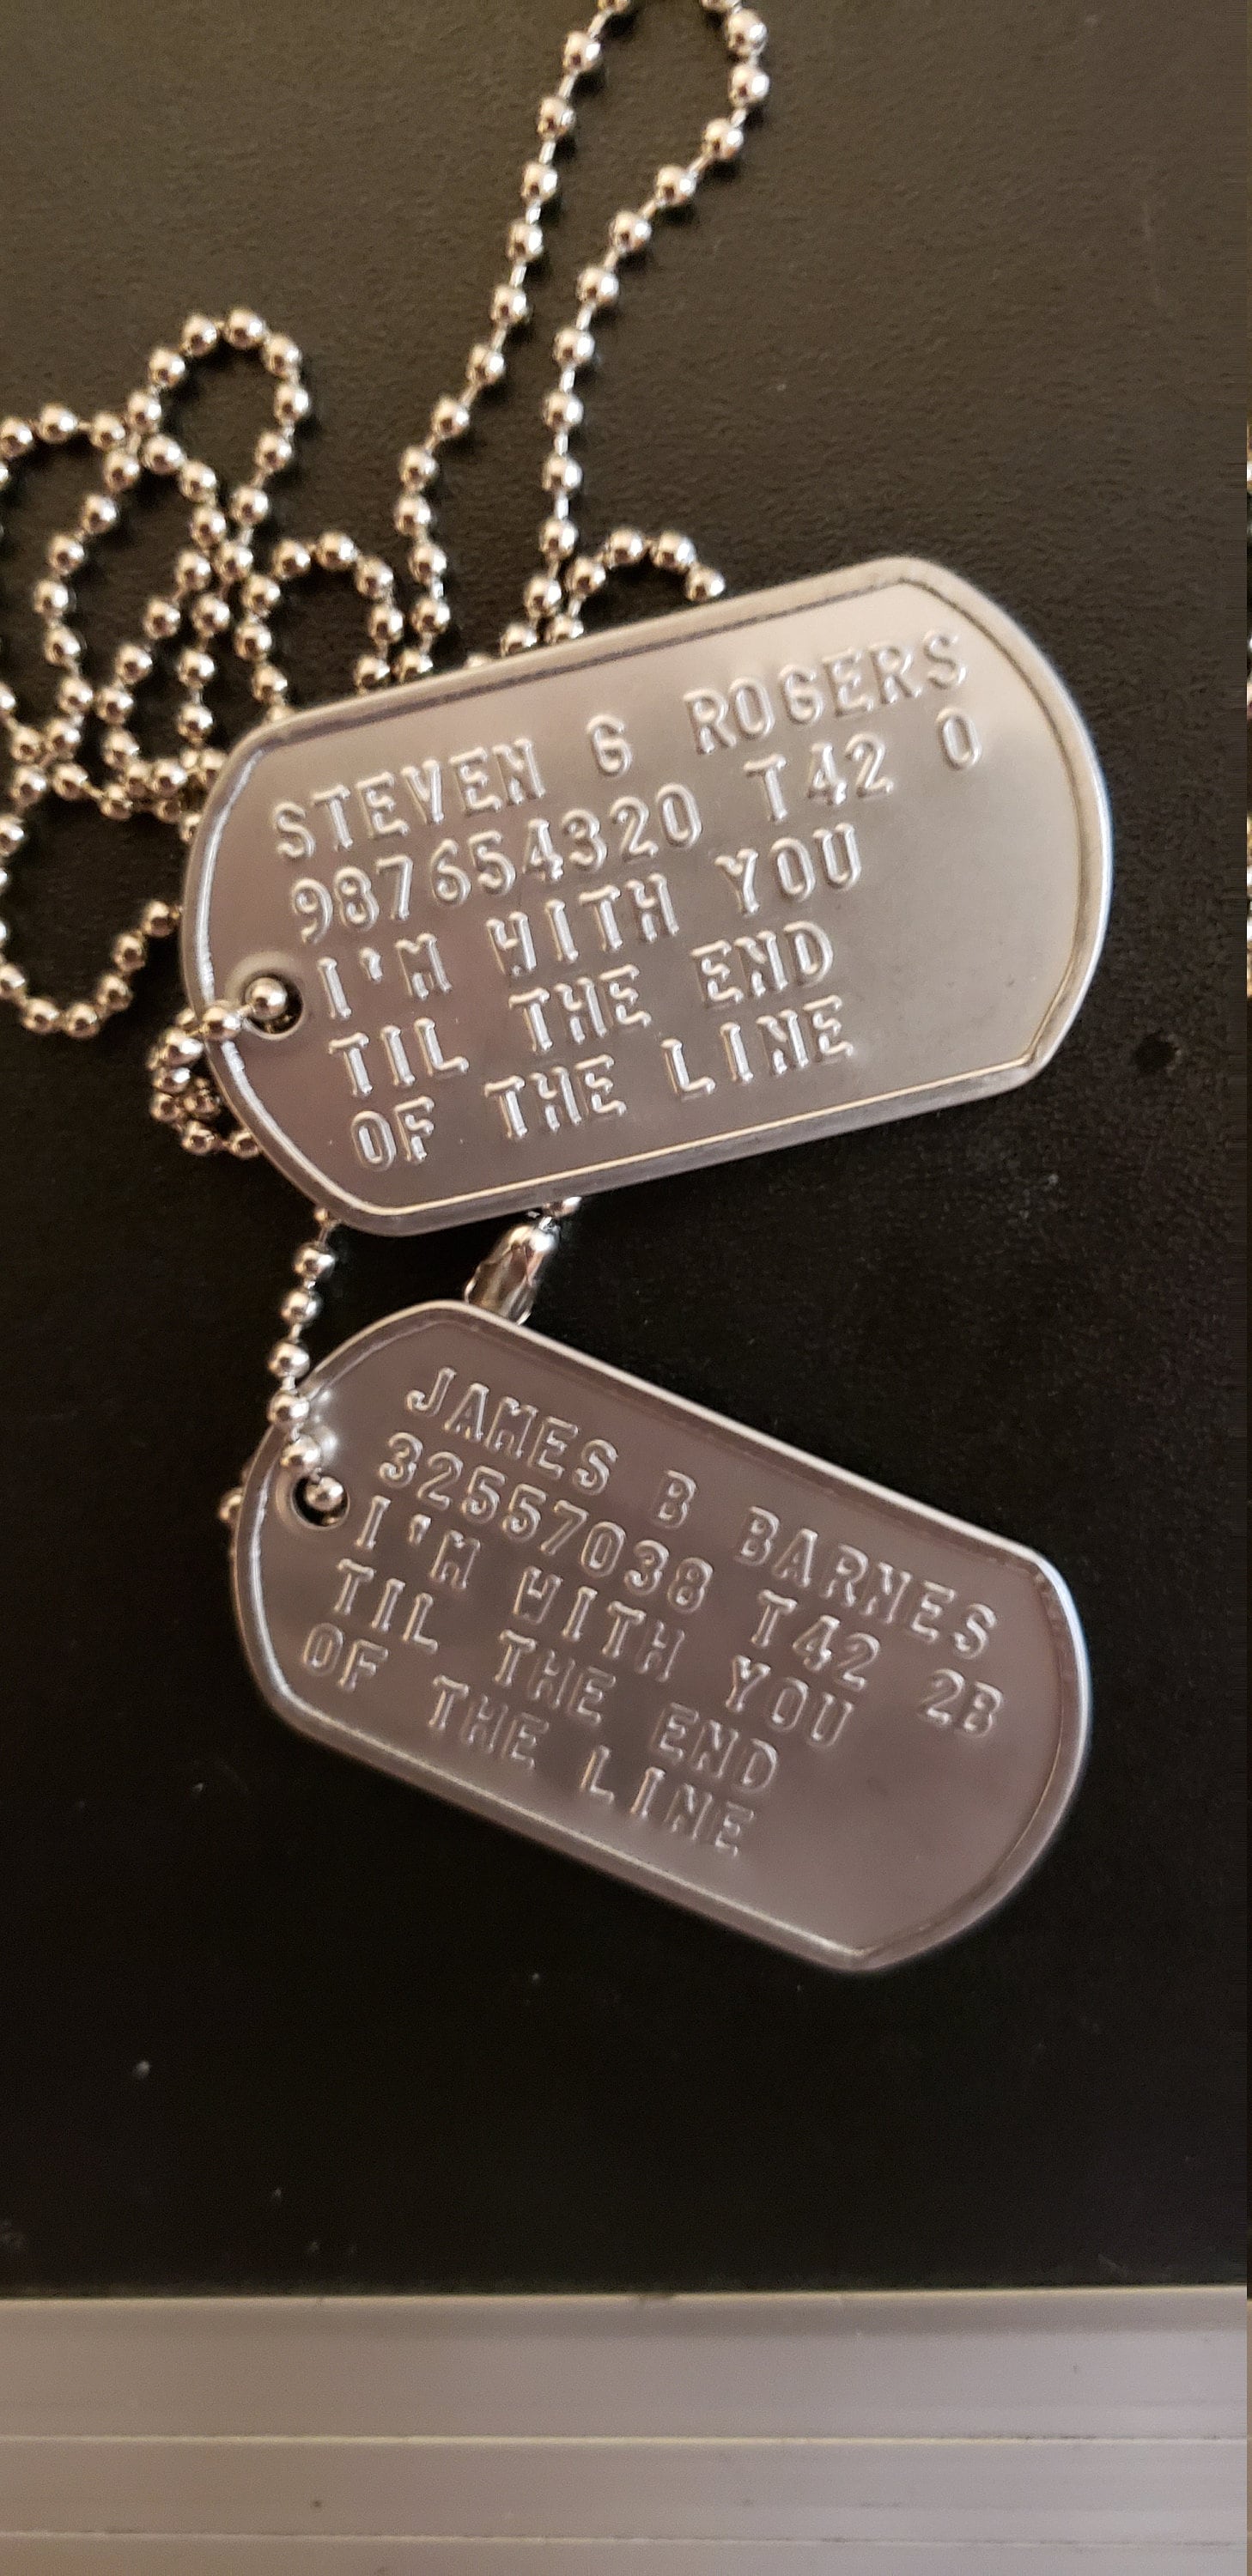 STEVEN G ROGERS
987654320 T42 O
I'M WITH YOU
TIL THE END
OF THE LINE
JAMES B BARNES
32557038 T42 2B
I'M WITH YOU
TIL THE END
OF THE LINE